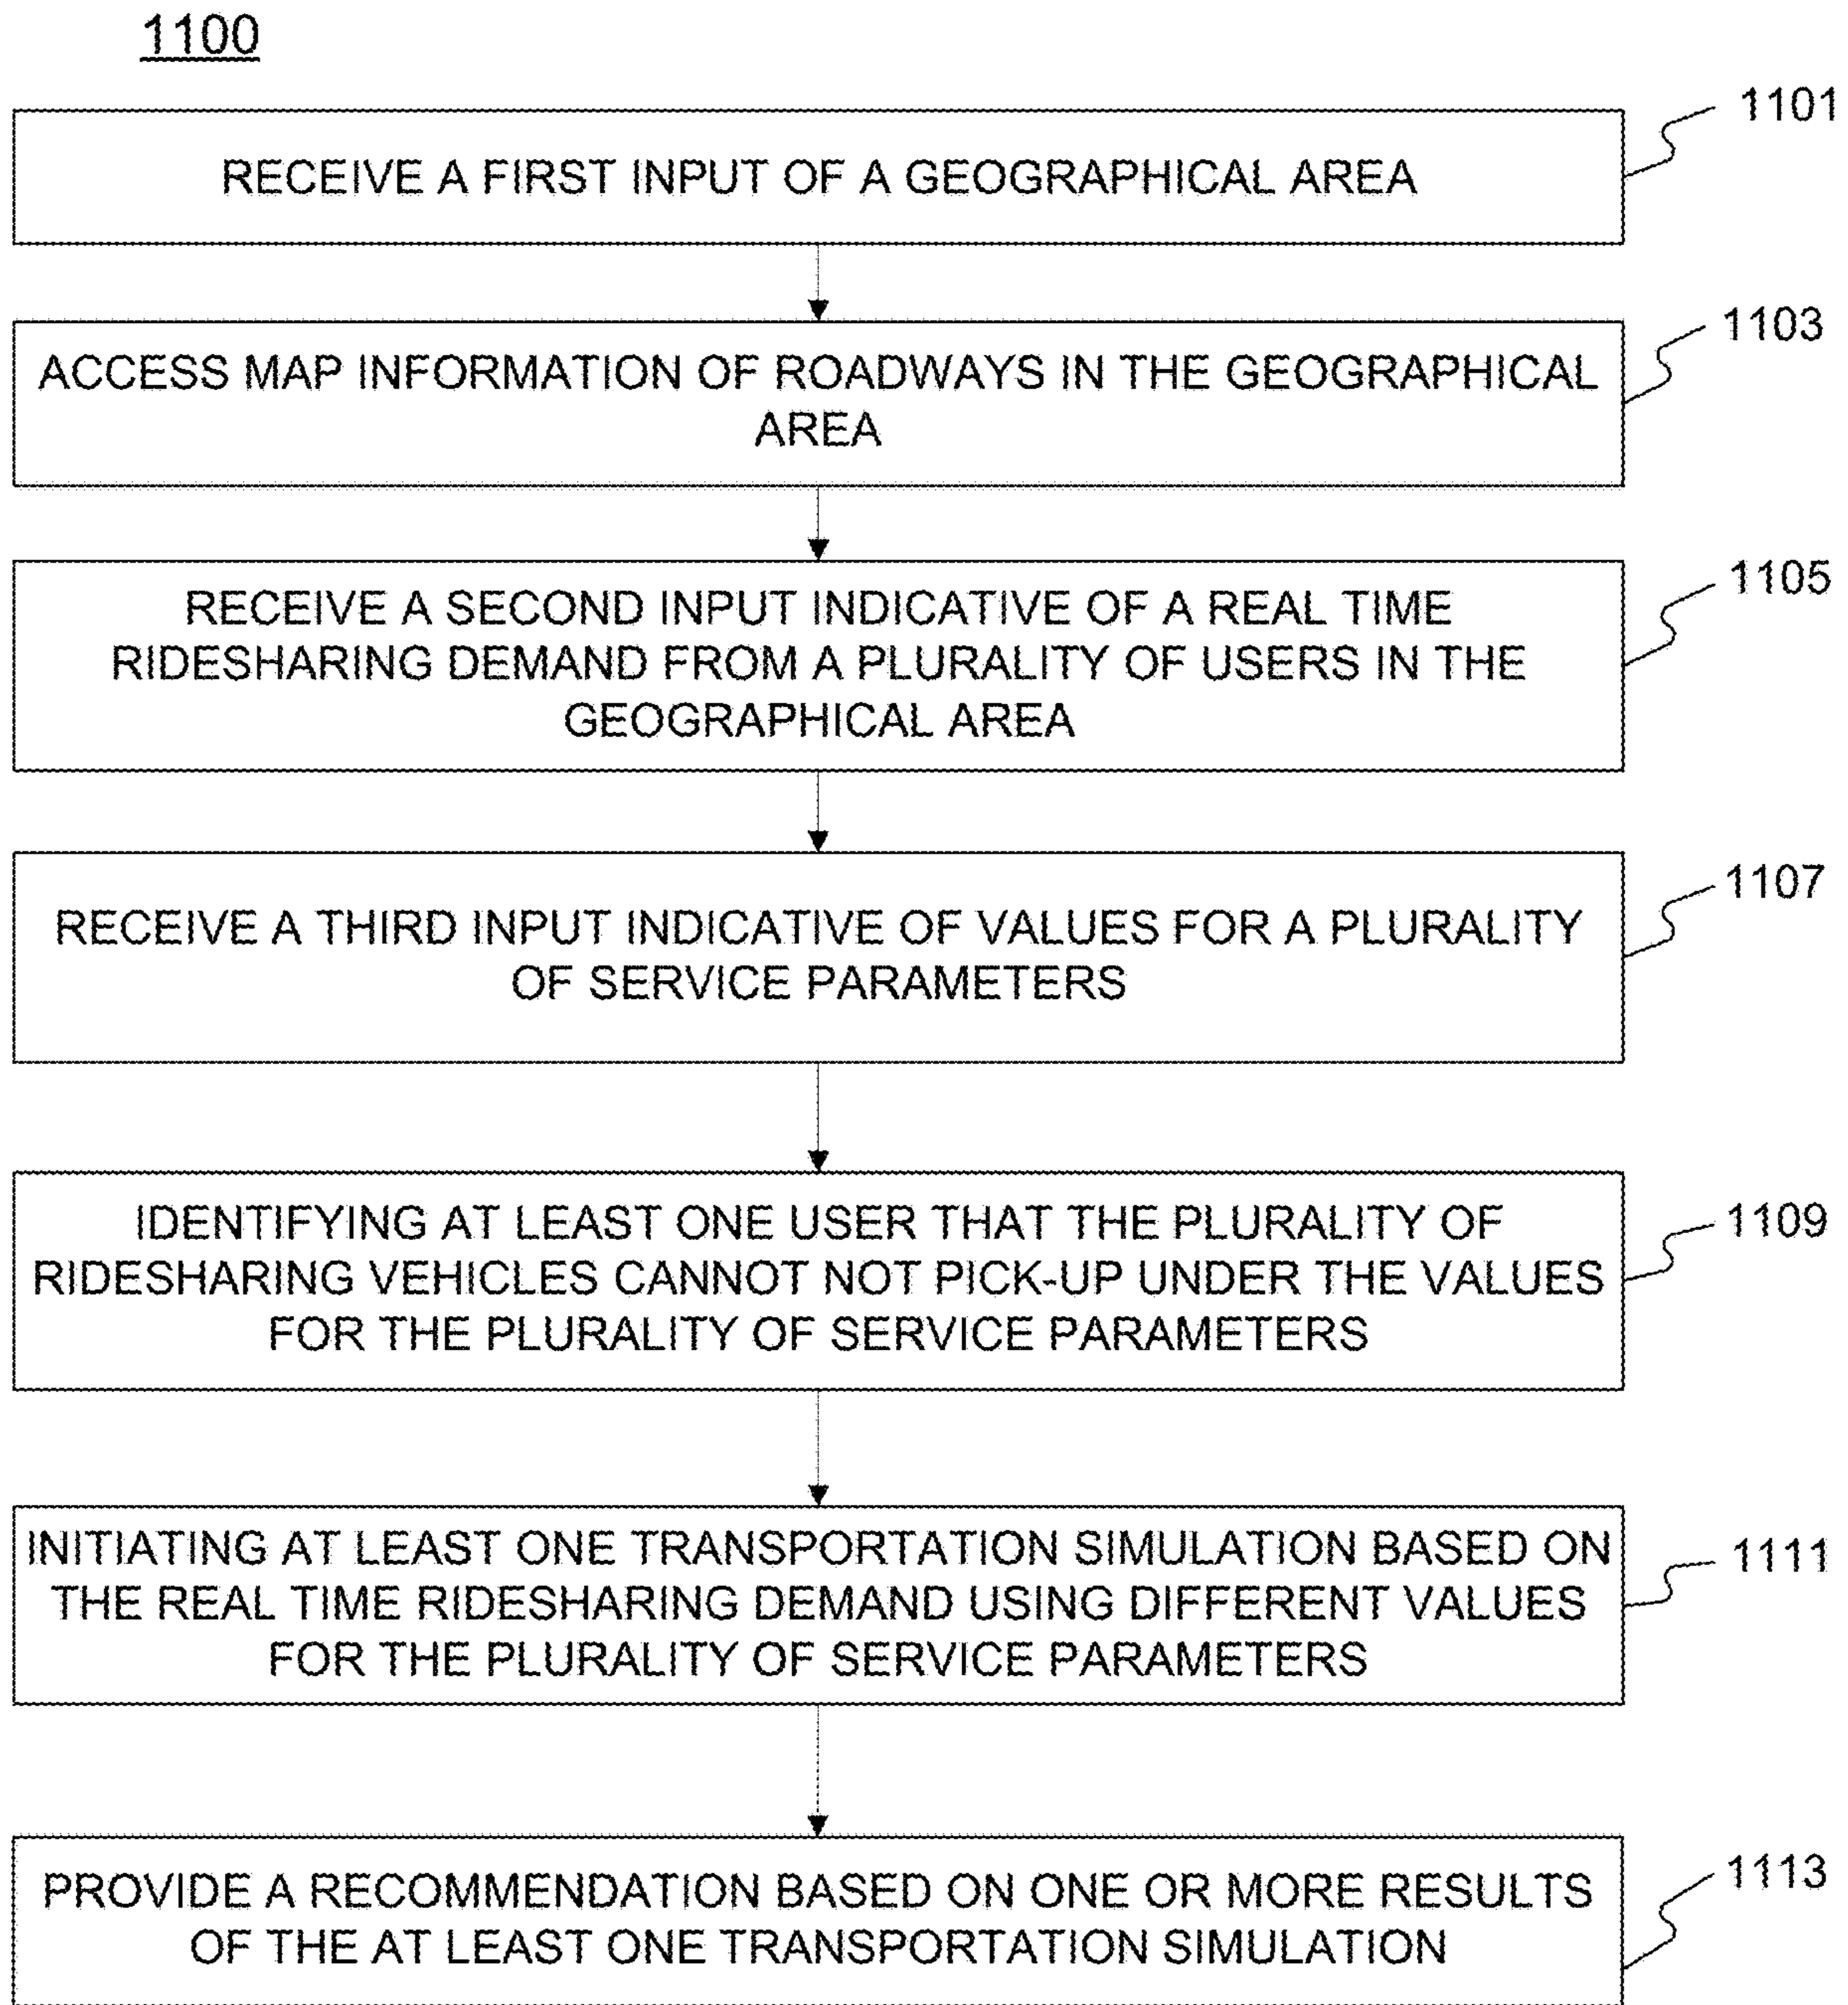 1100
1101
RECEIVE A FIRST INPUT OF A GEOGRAPHICAL AREA
1103
ACCESS MAP INFORMATION OF ROADWAYS IN THE GEOGRAPHICAL
AREA
1105
RECEIVE A SECOND INPUT INDICATIVE OF A REAL TIME
RIDESHARING DEMAND FROM A PLURALITY OF USERS IN THE
GEOGRAPHICAL AREA
1107
RECEIVE A THIRD INPUT INDICATIVE OF VALUES FOR A PLURALITY
OF SERVICE PARAMETERS
1109
IDENTIFYING AT LEAST ONE USER THAT THE PLURALITY OF
RIDESHARING VEHICLES CANNOT NOT PICK-UP UNDER THE VALUES
FOR THE PLURALITY OF SERVICE PARAMETERS
1111
INITIATING AT LEAST ONE TRANSPORTATION SIMULATION BASED ON
THE REAL TIME RIDESHARING DEMAND USING DIFFERENT VALUES
FOR THE PLURALITY OF SERVICE PARAMETERS
1113
PROVIDE A RECOMMENDATION BASED ON ONE OR MORE RESULTS
OF THE AT LEAST ONE TRANSPORTATION SIMULATION